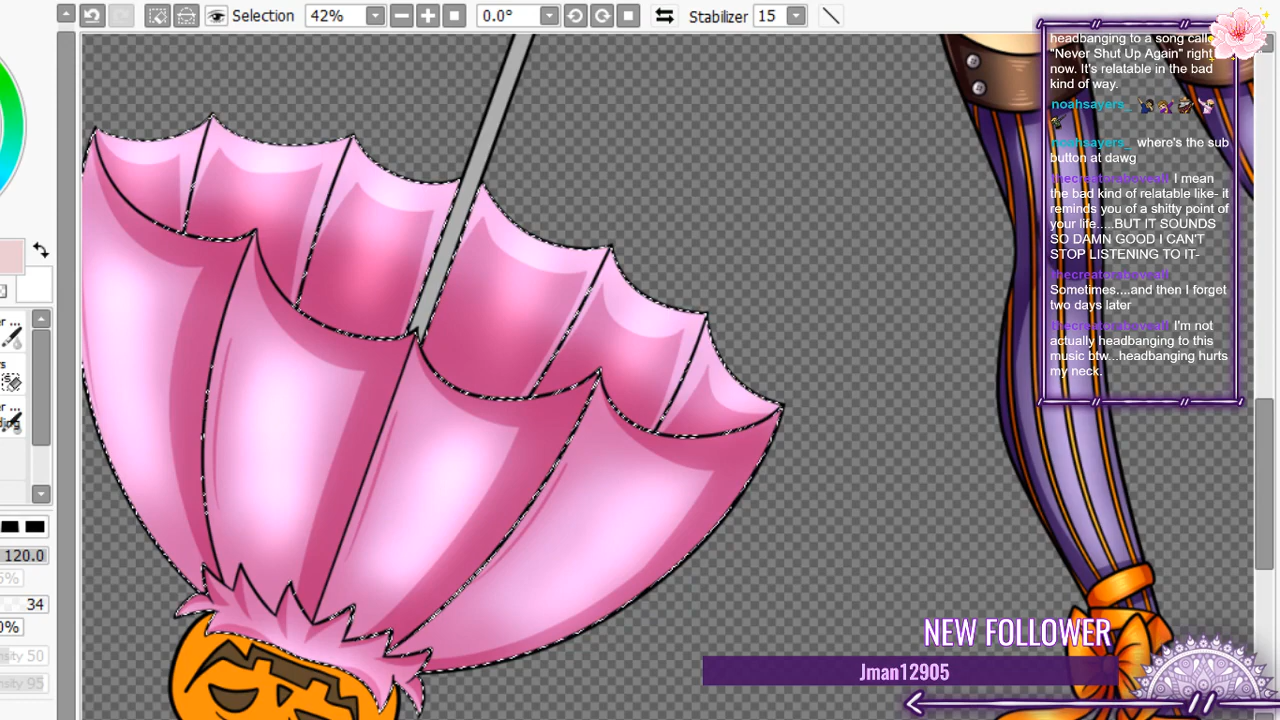 Selection 42% 0.0° Stabilizer 15
headbanging to a song called
"Never Shut Up Again" right
now. It's relatable in the bad
kind of way.
noahsayers_
noahsayers_ where's the sub
button at dawg
I mean
the bad kind of relatable like- it
reminds you of a shitty point of
your life....BUT IT SOUNDS
SO DAMN GOOD I CAN'T
STOP LISTENING TO IT-
Sometimes....and then I forget
two days later
I'm not
actually headbanging to this
music btw...headbanging hurts
my neck.
120.0
34
50
95
NEW FOLLOWER
Jman12905